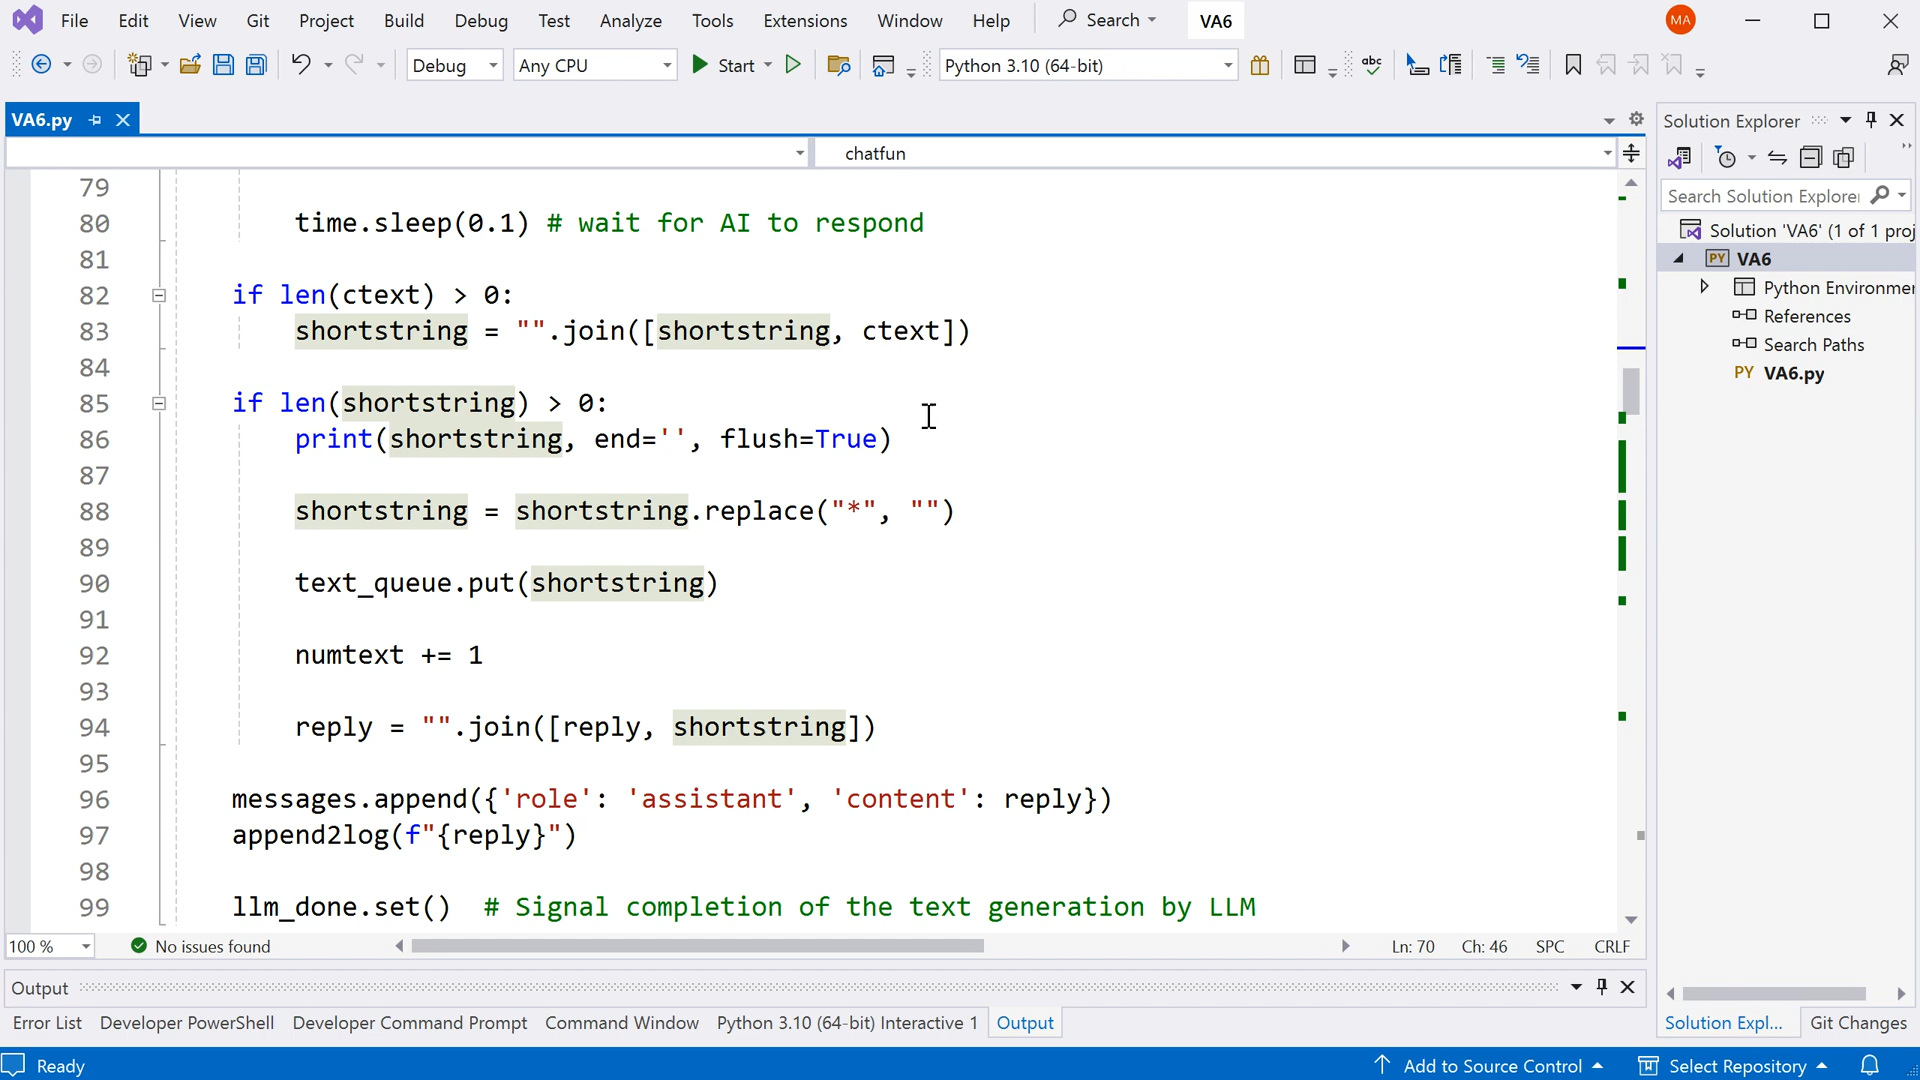 File Edit View Git Project Build Debug Test Analyze Tools Extensions Window Help Search VA6 MA
Debug Any CPU Start Python 3.10 (64-bit) abc
VA6.py
chatfun
79
80 time.sleep(0.1) # wait for AI to respond
81
82 if len(ctext) > 0:
83 shortstring = "".join([shortstring, ctext])
84
85 if len(shortstring) > 0:
86 print(shortstring, end='', flush=True)
87
88 shortstring = shortstring.replace("*", "")
89
90 text_queue.put(shortstring)
91
92 numtext += 1
93
94 reply = "".join([reply, shortstring])
95
96 messages.append({'role': 'assistant', 'content': reply})
97 append2log(f"{reply}")
98
99 llm_done.set() # Signal completion of the text generation by LLM
100 % No issues found Ln: 70 Ch: 46 SPC CRLF
Output
Error List Developer PowerShell Developer Command Prompt Command Window Python 3.10 (64-bit) Interactive 1 Output
Solution Explorer
Search Solution Explorer
Solution 'VA6' (1 of 1 proj
PY VA6
Python Environmer
References
Search Paths
PY VA6.py
Solution Expl... Git Changes
Ready Add to Source Control Select Repository